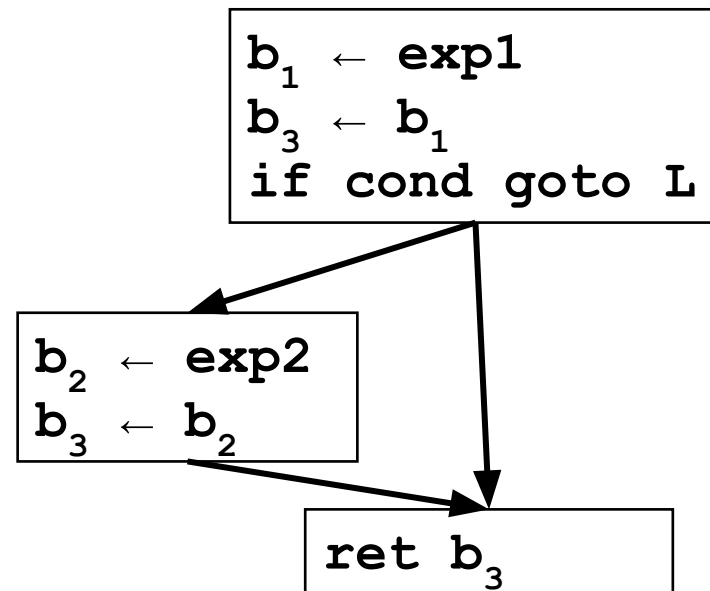 b₁ ← exp1
b₃ ← b₁
if cond goto L
b₂ ← exp2
b₃ ← b₂
ret b₃